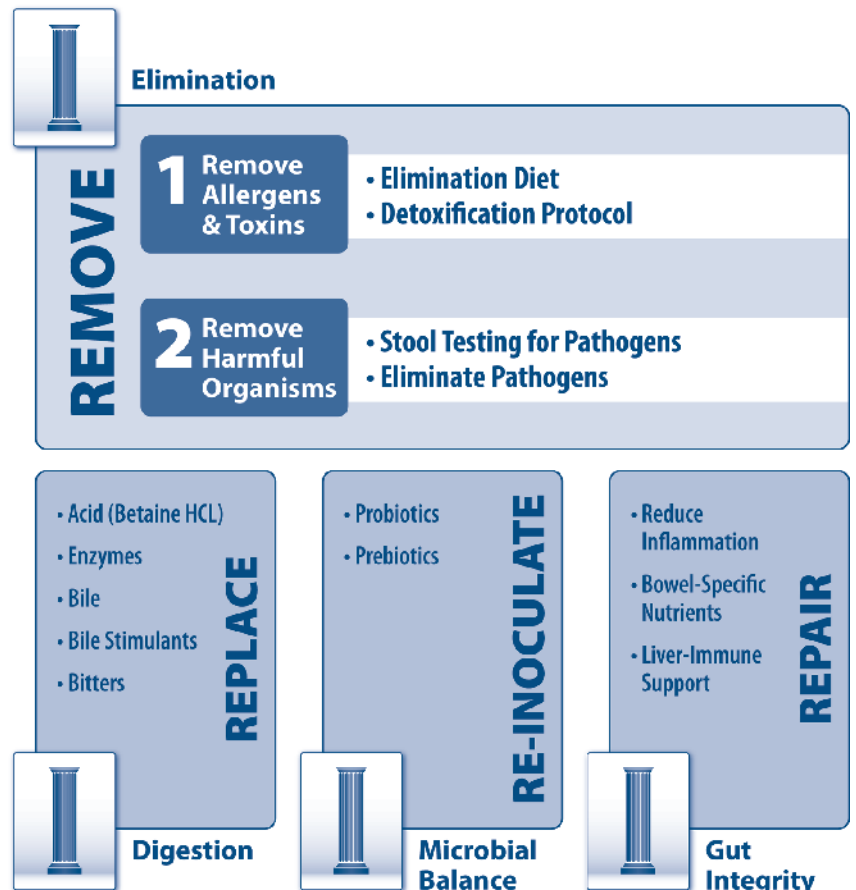 Elimination
REMOVE
1 Remove
Allergens
& Toxins
• Elimination Diet
• Detoxification Protocol
2 Remove
Harmful
Organisms
• Stool Testing for Pathogens
• Eliminate Pathogens
• Acid (Betaine HCL)
• Enzymes
• Bile
• Bile Stimulants
• Bitters
REPLACE
Digestion
• Probiotics
• Prebiotics
RE-INOCULATE
Microbial
Balance
• Reduce
Inflammation
• Bowel-Specific
Nutrients
• Liver-Immune
Support
REPAIR
Gut
Integrity